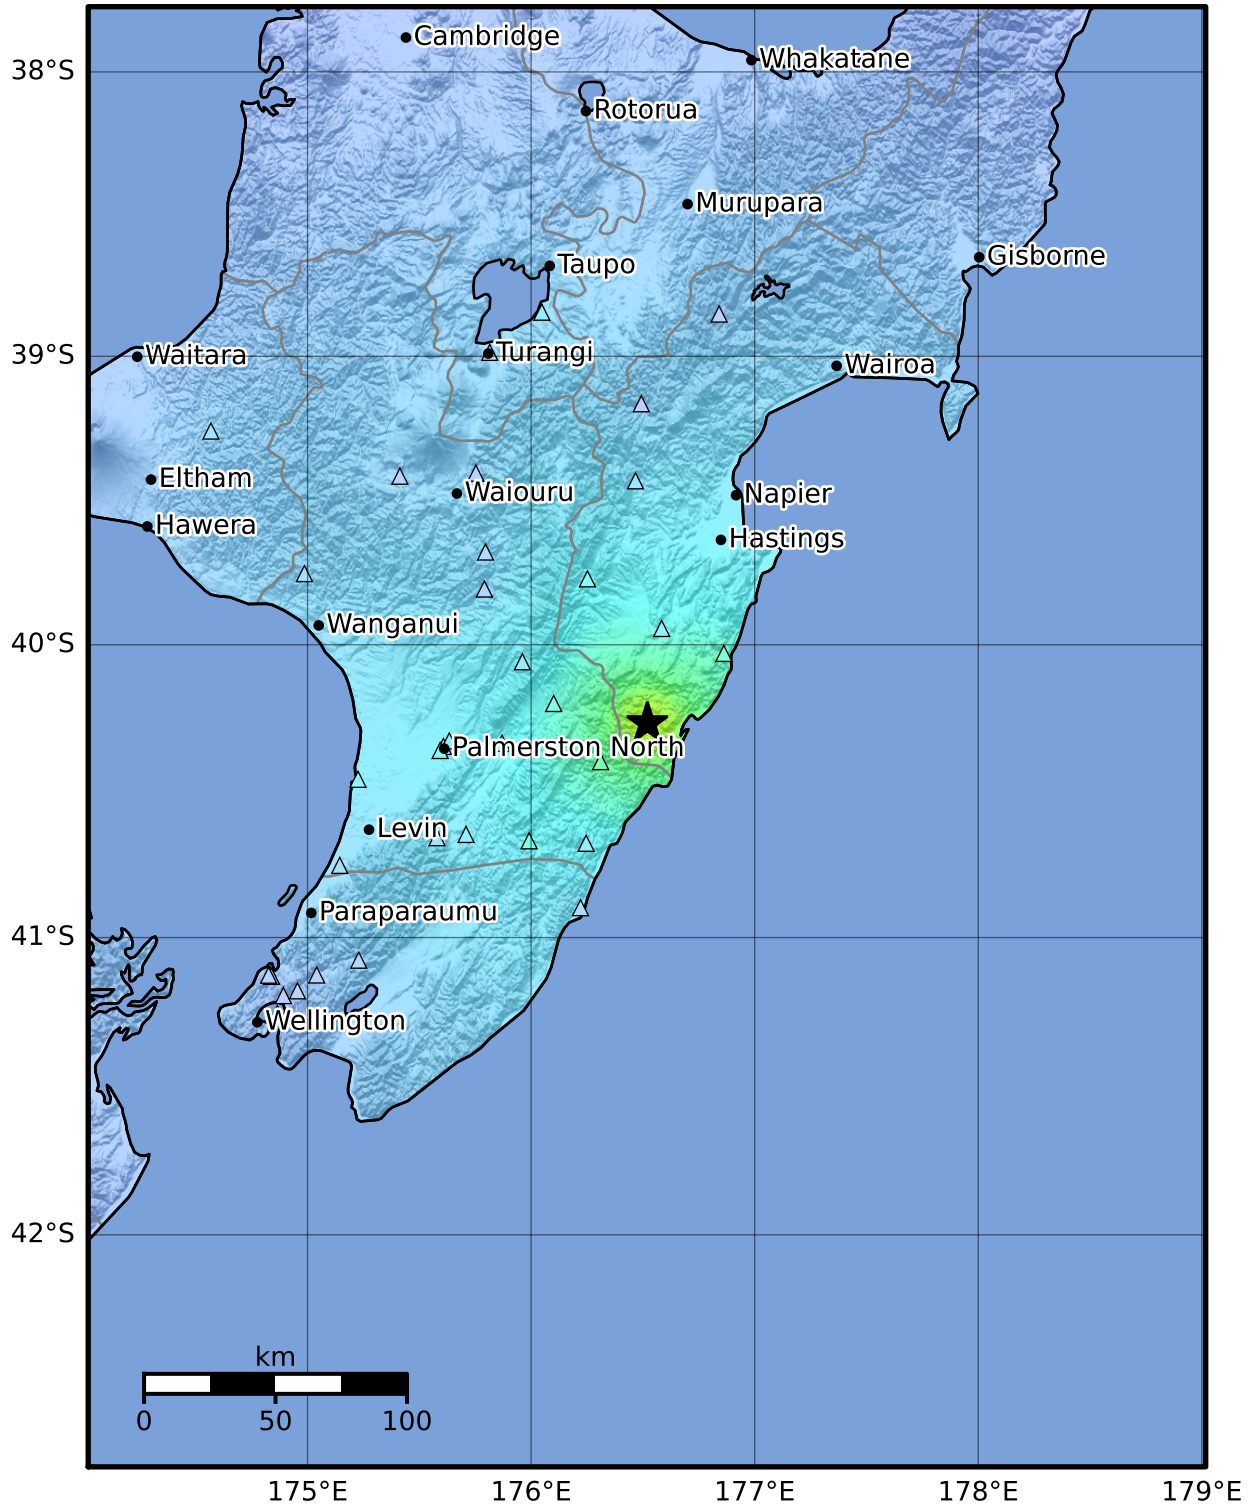 Cambridge
Whakatane
38°S
Rotorua
Murupara
Gisborne
Taupo
Turangi
Waitara
39°S
Wairoa
Eltham
Waiouru
Napier
Hawera
Hastings
Wanganui
40°S
Palmerston North
Levin
Paraparaumu
41°S
Wellington
42°S
km
0 50 100
175°E 176°E 177°E 178°E 179°E